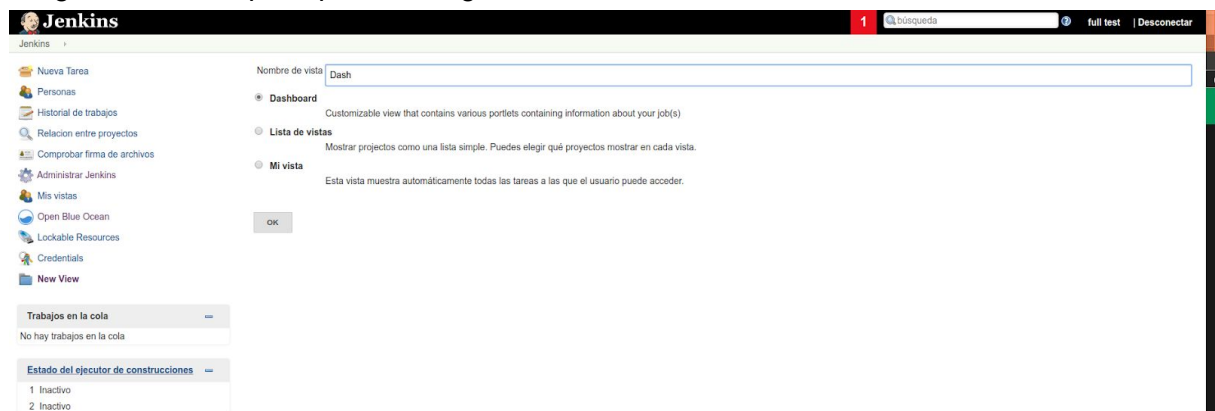 Jenkins
1
búsqueda
full test
| Desconectar
Jenkins
Nueva Tarea
Personas
Historial de trabajos
Relacion entre proyectos
Comprobar firma de archivos
Administrar Jenkins
Mis vistas
Open Blue Ocean
Lockable Resources
Credentials
New View
Trabajos en la cola
No hay trabajos en la cola
Estado del ejecutor de construcciones
1 Inactivo
2 Inactivo
Nombre de vista
Dash
Dashboard
Customizable view that contains various portlets containing information about your job(s)
Lista de vistas
Mostrar projectos como una lista simple. Puedes elegir qué proyectos mostrar en cada vista.
Mi vista
Esta vista muestra automáticamente todas las tareas a las que el usuario puede acceder.
OK